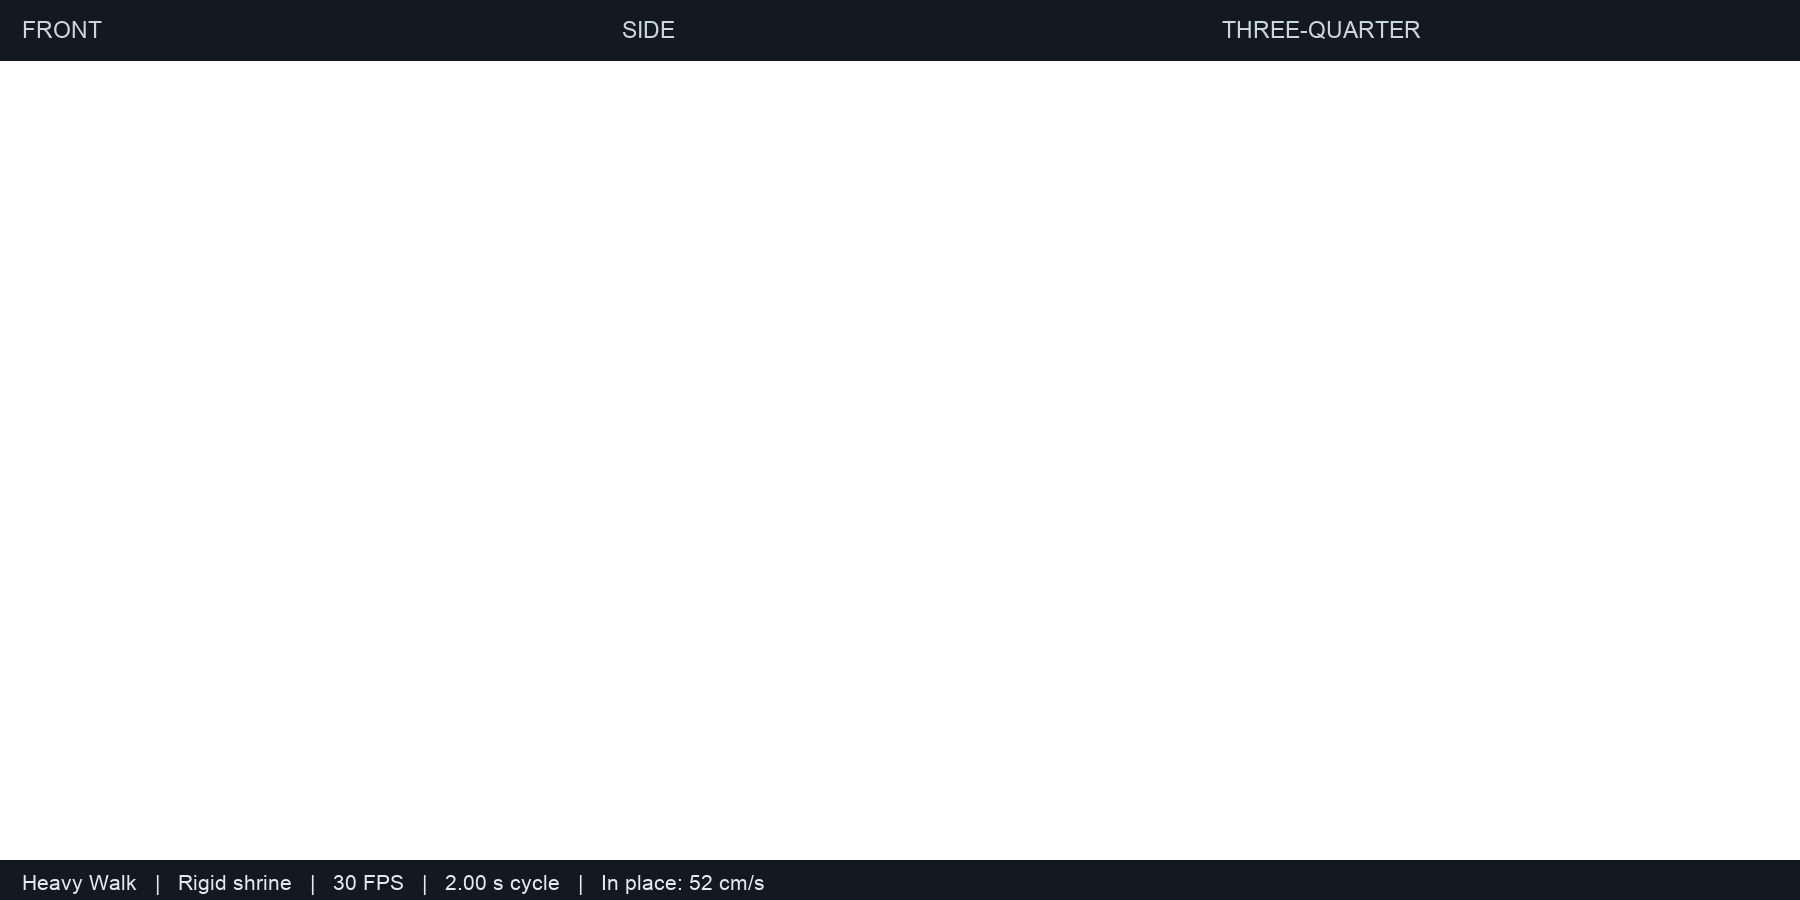 FRONT SIDE THREE-QUARTER
Heavy Walk | Rigid shrine | 30 FPS | 2.00 s cycle | In place: 52 cm/s